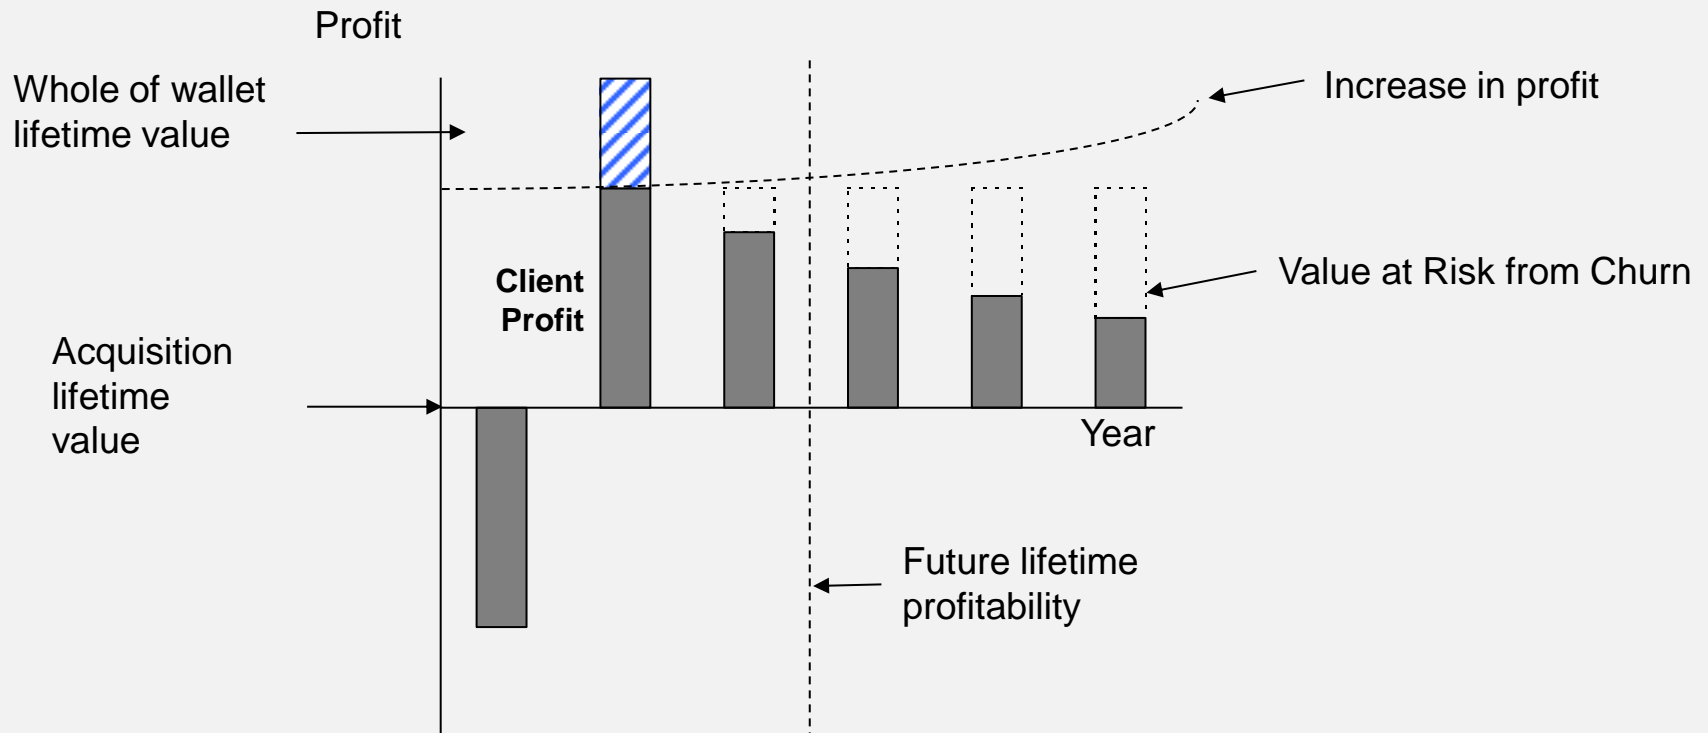 Profit
Whole of wallet
lifetime value
Increase in profit
Client
Profit
Value at Risk from Churn
Acquisition
lifetime
value
Year
Future lifetime
profitability